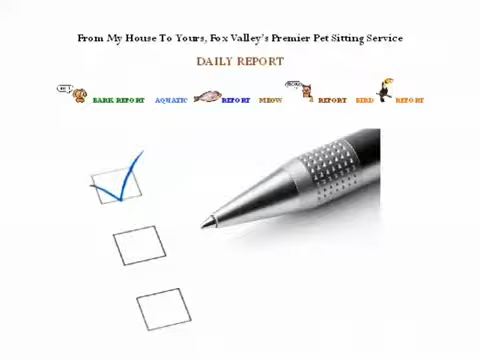 From My House To Yours, Fox Valley's Premier Pet Sitting Service
DAILY REPORT
BARK REPORT AQUATIC REPORT MEOW REPORT BIRD REPORT